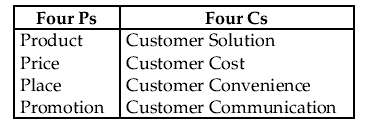 Four Ps Four Cs
Product Customer Solution
Price Customer Cost
Place Customer Convenience
Promotion Customer Communication